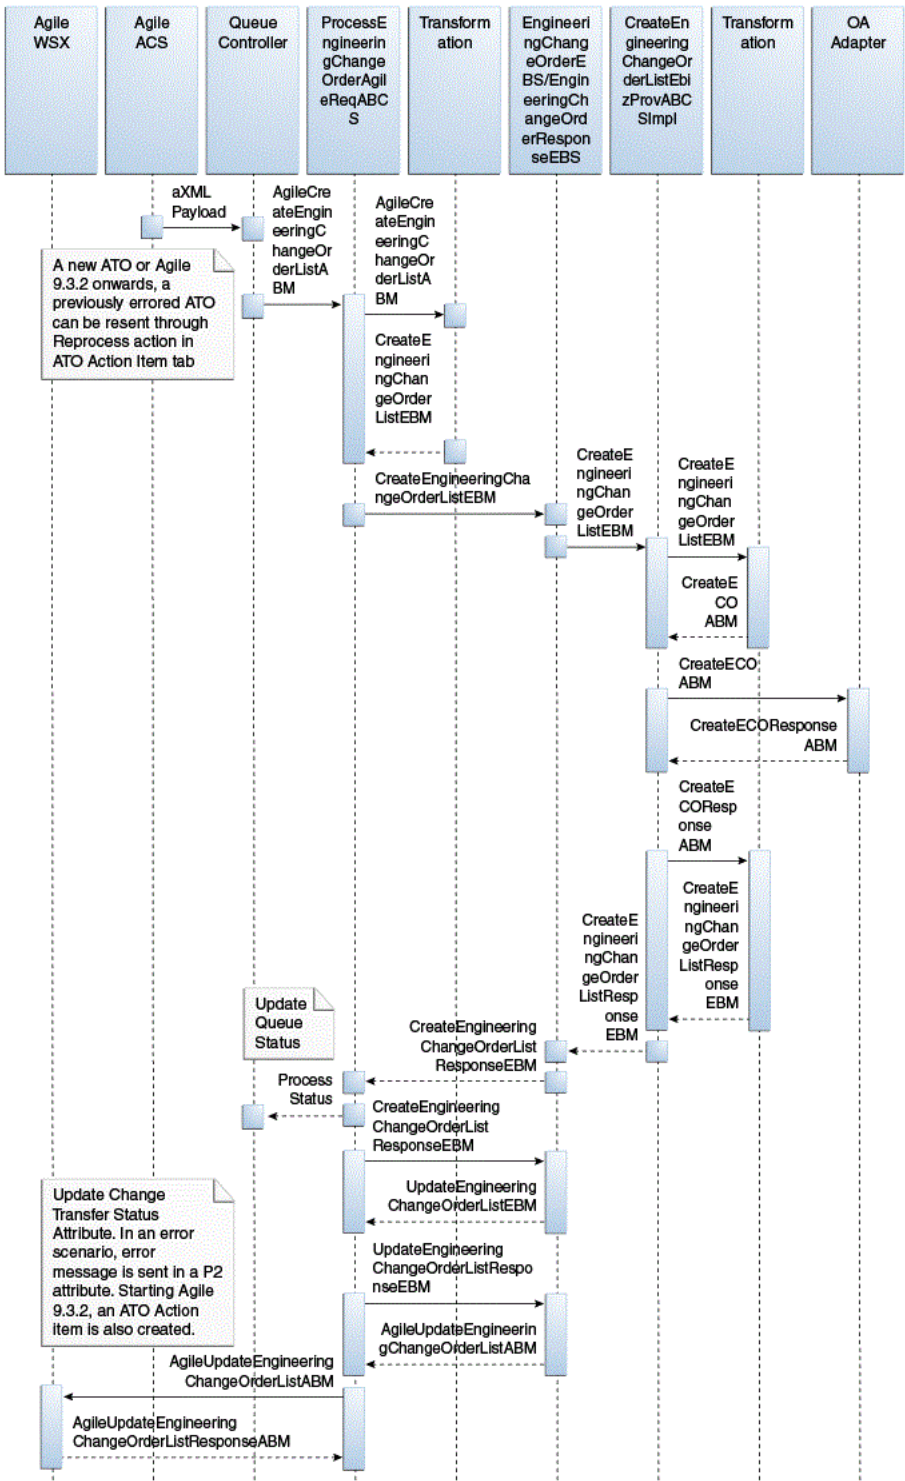 Agile
WSX
Agile
ACS
Queue
Controller
ProcessE
ngineerin
gChange
OrderAgil
eReqABC
S
Transform
ation
Engineeri
ngChang
eOrderE
BS/Engin
eeringCh
angeOrd
erRespon
seEBS
CreateEn
gineering
ChangeOr
derListEbi
zProvABC
SImpl
Transform
ation
OA
Adapter
aXML
Payload
AgileCre
ateEngin
eeringC
hangeOr
derListA
BM
AgileCre
ateEngin
eeringC
hangeOr
derListA
BM
A new ATO or Agile
9.3.2 onwards, a
previously errored ATO
can be resent through
Reprocess action in
ATO Action Item tab
CreateE
ngineeri
ngChan
geOrder
ListEBM
CreateEngineeringCha
ngeOrderListEBM
CreateE
ngineeri
ngChan
geOrder
ListEBM
CreateE
ngineeri
ngChan
geOrder
ListEBM
CreateE
CO
ABM
CreateECO
ABM
CreateECOResponse
ABM
CreateE
COResp
onse
ABM
CreateE
ngineeri
ngChan
geOrder
ListResp
onse
EBM
CreateE
ngineeri
ngChan
geOrder
ListResp
onse
EBM
Update
Queue
Status
CreateEngineering
ChangeOrderList
ResponseEBM
Process
Status
CreateEngineering
ChangeOrderList
ResponseEBM
UpdateEngineering
ChangeOrderListEBM
Update Change
Transfer Status
Attribute. In an error
scenario, error
message is sent in a P2
attribute. Starting Agile
9.3.2, an ATO Action
item is also created.
UpdateEngineering
ChangeOrderListRespo
nseEBM
AgileUpdateEngineerin
gChangeOrderListABM
AgileUpdateEngineering
ChangeOrderListABM
AgileUpdateEngineering
ChangeOrderListResponseABM